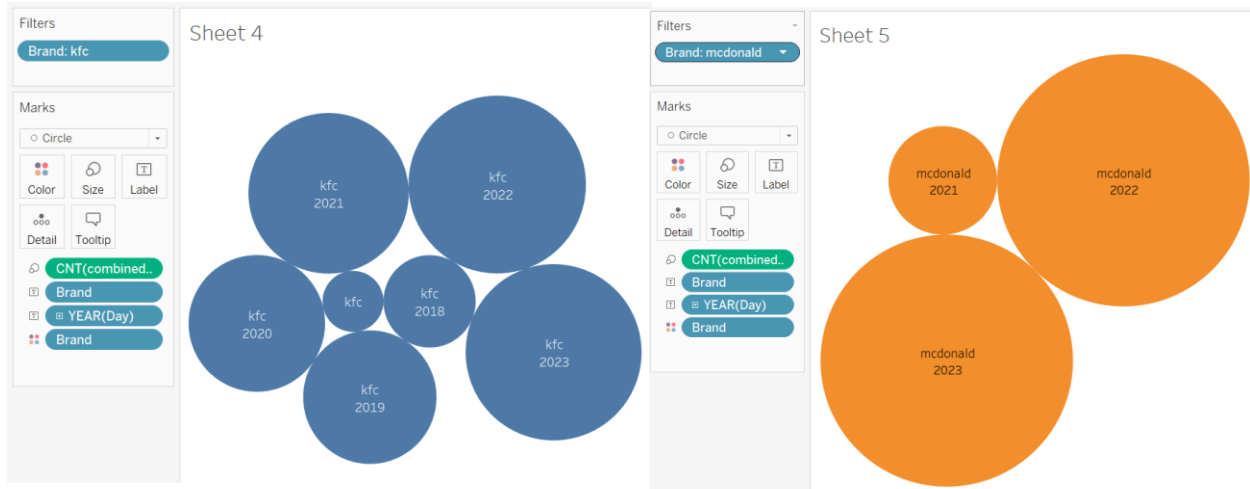 Filters
Brand: kfc
Marks
Circle
Color
Size
Label
Detail
Tooltip
CNT(combined..
Brand
YEAR(Day)
Brand
Sheet 4
kfc
2021
kfc
2022
kfc
2020
kfc
kfc
2018
kfc
2019
kfc
2023
Filters
Brand: mcdonald
Marks
Circle
Color
Size
Label
Detail
Tooltip
CNT(combined..
Brand
YEAR(Day)
Brand
Sheet 5
mcdonald
2021
mcdonald
2022
mcdonald
2023